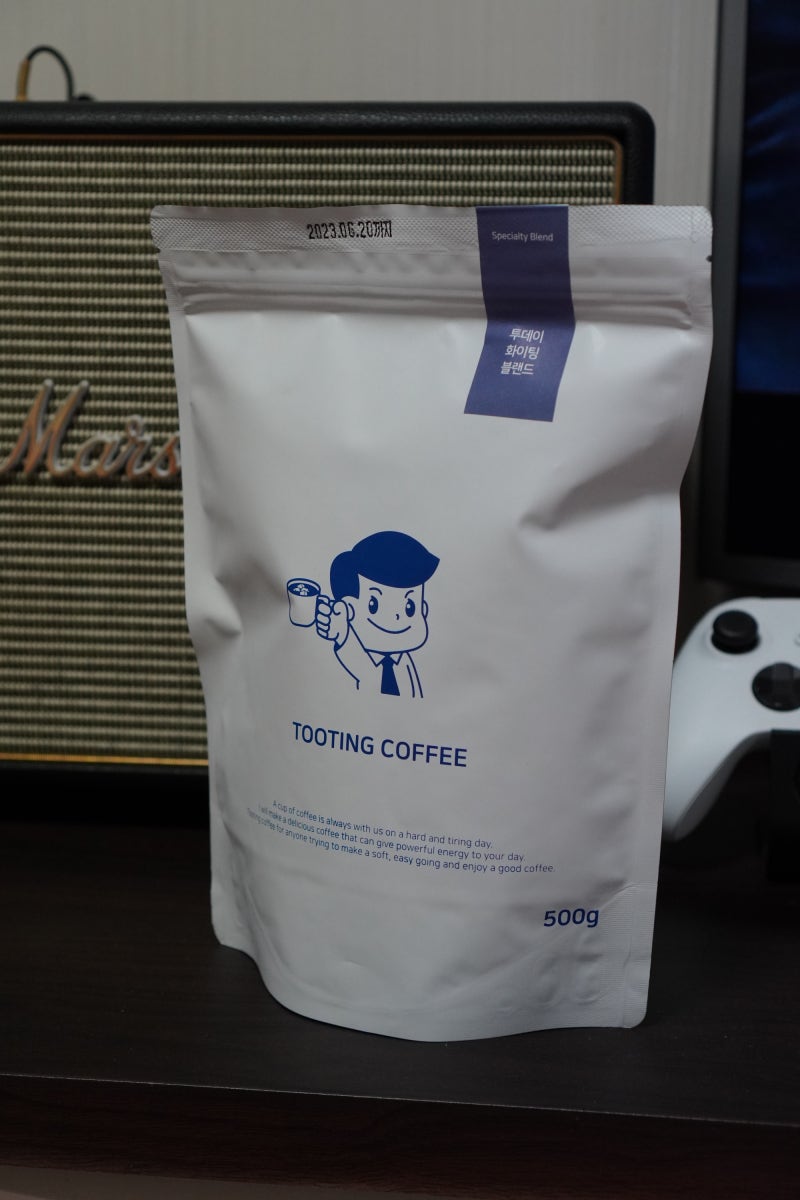 2023.06.20까지
Specialty Blend
투데이
화이팅
블랜드
Mars
TOOTING COFFEE
A cup of coffee is always with us on a hard and tiring day.
I will make a delicious coffee that can give powerful energy to your day.
Tooting coffee for anyone trying to make a soft, easy going and enjoy a good coffee.
500g